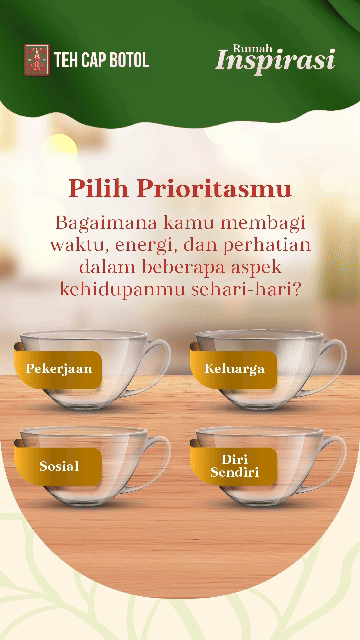 TEH CAP BOTOL
Rumah
Inspirasi
Pilih Prioritasmu
Bagaimana kamu membagi
waktu, energi, dan perhatian
dalam beberapa aspek
kehidupanmu sehari-hari?
Pekerjaan
Keluarga
Sosial
Diri
Sendiri